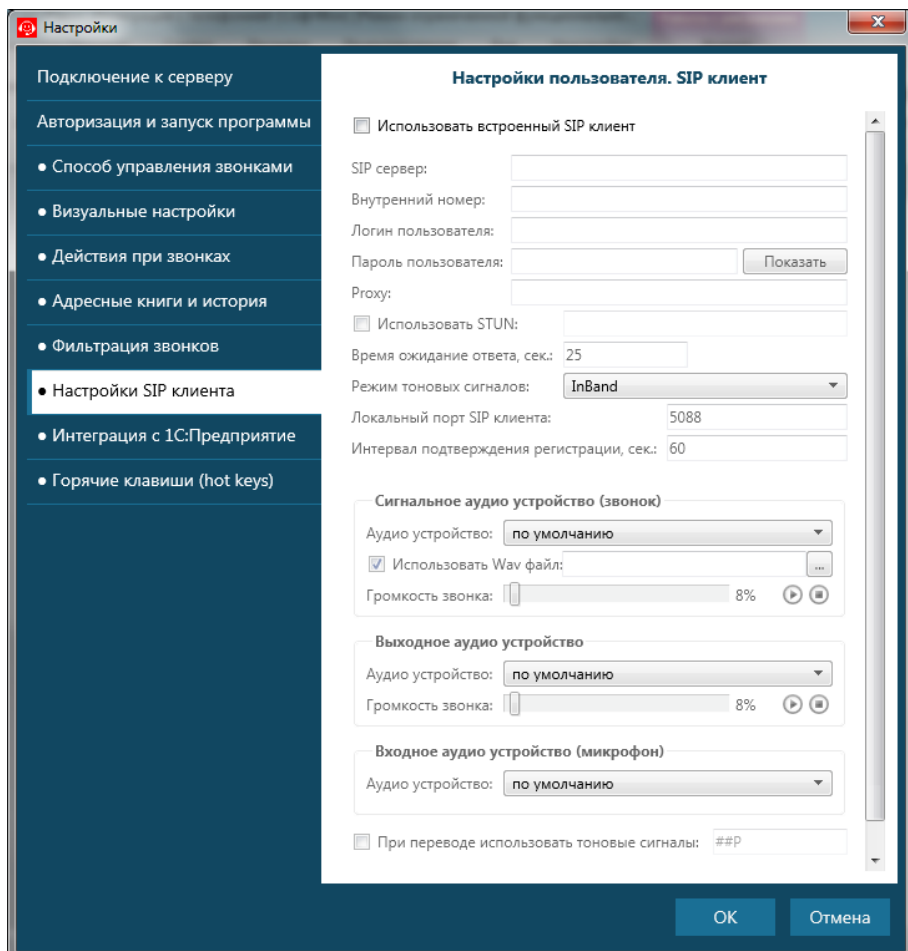 Настройки
Подключение к серверу
Авторизация и запуск программы
● Способ управления звонками
● Визуальные настройки
● Действия при звонках
● Адресные книги и история
● Фильтрация звонков
● Настройки SIP клиента
● Интеграция с 1С:Предприятие
● Горячие клавиши (hot keys)
Настройки пользователя. SIP клиент
Использовать встроенный SIP клиент
SIP сервер:
Внутренний номер:
Логин пользователя:
Пароль пользователя: Показать
Proxy:
Использовать STUN:
Время ожидание ответа, сек.: 25
Режим тоновых сигналов: InBand
Локальный порт SIP клиента: 5088
Интервал подтверждения регистрации, сек.: 60
Сигнальное аудио устройство (звонок)
Аудио устройство: по умолчанию
Использовать Wav файл: ...
Громкость звонка: 8%
Выходное аудио устройство
Аудио устройство: по умолчанию
Громкость звонка: 8%
Входное аудио устройство (микрофон)
Аудио устройство: по умолчанию
При переводе использовать тоновые сигналы: ##P
OK Отмена